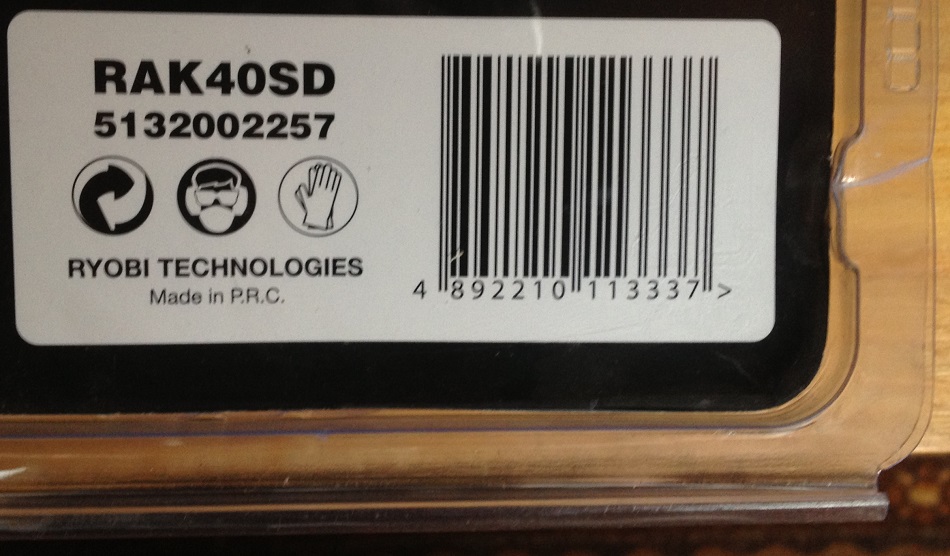 RAK40SD
5132002257
RYOBI TECHNOLOGIES
Made in P.R.C.
4 892210 113337 >